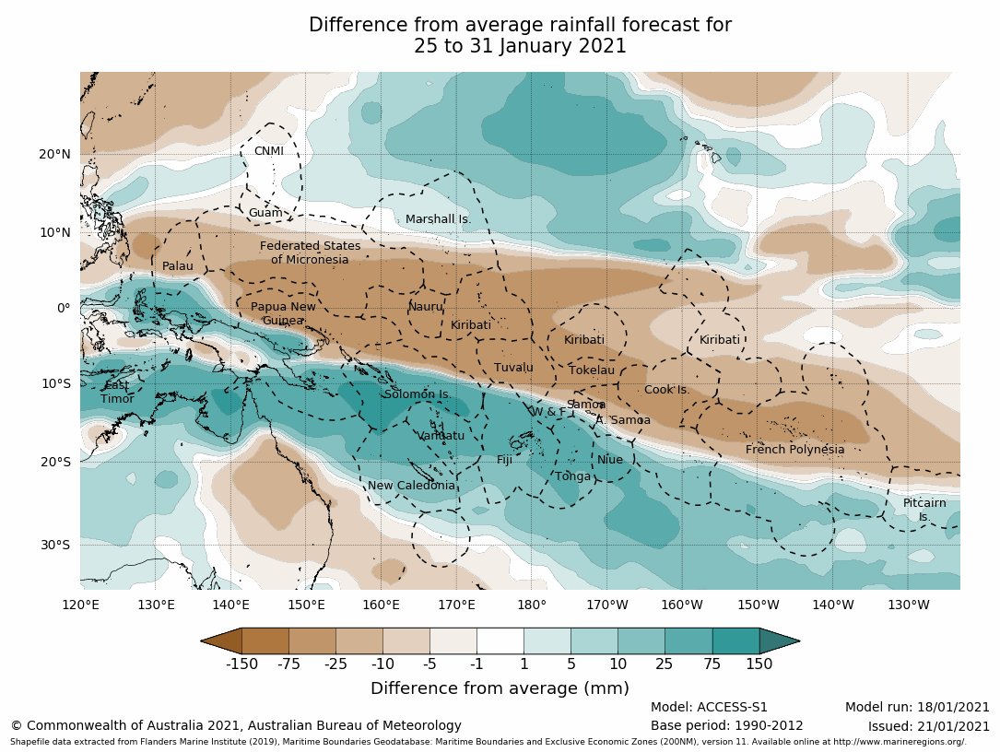 Difference from average rainfall forecast for
25 to 31 January 2021
20°N
10°N
0°
10°S
20°S
30°S
CNMI
Guam
Marshall Is.
Federated States
of Micronesia
Palau
Papua New
Guinea
Nauru
Kiribati
Kiribati
Kiribati
Tuvalu
Tokelau
Cook Is.
East
Timor
Solomon Is.
W & F
Samoa
A. Samoa
Vanuatu
French Polynesia
Fiji
Niue
Tonga
New Caledonia
Pitcairn
Is.
120°E 130°E 140°E 150°E 160°E 170°E 180° 170°W 160°W 150°W 140°W 130°W
-150 -75 -25 -10 -5 -1 1 5 10 25 75 150
Difference from average (mm)
Model: ACCESS-S1 Model run: 18/01/2021
© Commonwealth of Australia 2021, Australian Bureau of Meteorology Base period: 1990-2012 Issued: 21/01/2021
Shapefile data extracted from Flanders Marine Institute (2019), Maritime Boundaries Geodatabase: Maritime Boundaries and Exclusive Economic Zones (200NM), version 11. Available online at http://www.marineregions.org/.